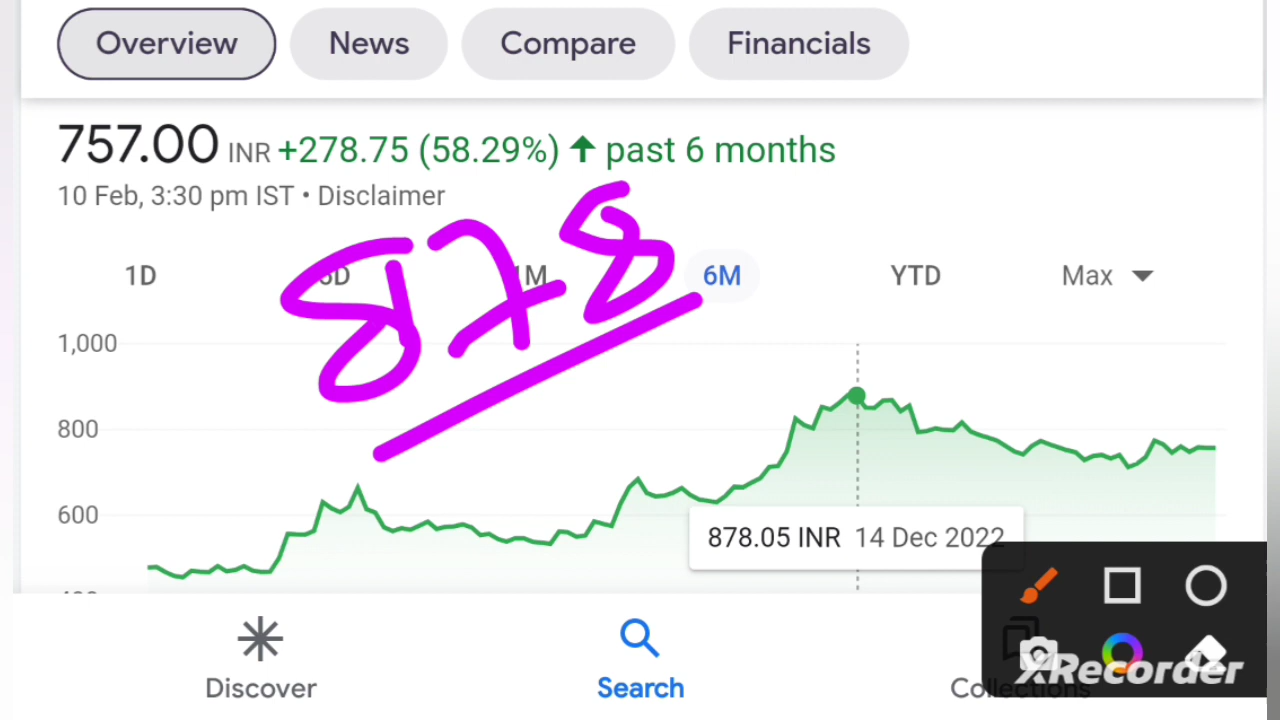 Overview News Compare Financials
757.00 INR +278.75 (58.29%) ↑ past 6 months
10 Feb, 3:30 pm IST • Disclaimer
878
1D 5D 1M 6M YTD Max
1,000
800
600
878.05 INR 14 Dec 2022
Discover Search Collections
XRecorder